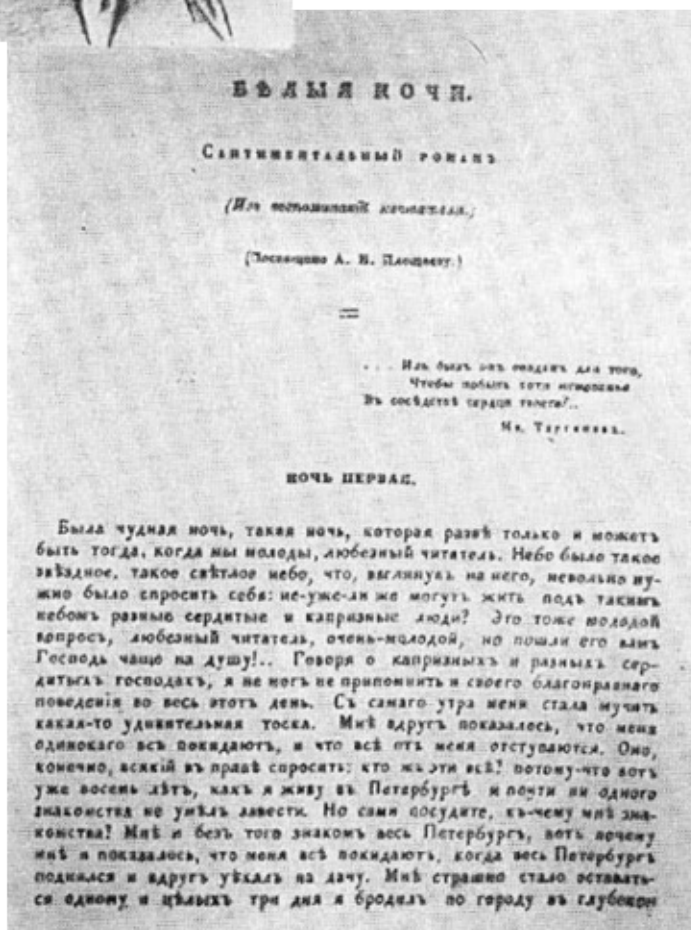 БѢЛЫЯ НОЧИ.
САНТИМЕНТАЛЬНЫЙ РОМАНЪ
(Изъ воспоминаній мечтателя.)
(Посвящено А. Н. Плещееву.)
. . . Иль былъ онъ созданъ для того,
Чтобы побыть хотя мгновенье
Въ сосѣдствѣ сердца твоего?..
Ив. Тургеневъ.
НОЧЬ ПЕРВАЯ.
Была чудная ночь, такая ночь, которая развѣ только и можетъ
быть тогда, когда мы молоды, любезный читатель. Небо было такое
звѣздное, такое свѣтлое небо, что, взглянувъ на него, невольно ну-
жно было спросить себя: не-уже-ли же могутъ жить подъ такимъ
небомъ разные сердитые и капризные люди? Это тоже молодой
вопросъ, любезный читатель, очень-молодой, но пошли его вамъ
Господь чаще на душу!.. Говоря о капризныхъ и разныхъ сер-
дитыхъ господахъ, я не могъ не припомнить и своего благонравнаго
поведенія во весь этотъ день. Съ самаго утра меня стала мучить
какая-то удивительная тоска. Мнѣ вдругъ показалось, что меня
одинокаго всѣ покидаютъ, и что всѣ отъ меня отступаются. Оно,
конечно, всякій въ правѣ спросить: кто жь эти всѣ? потому-что вотъ
уже восемь лѣтъ, какъ я живу въ Петербургѣ и почти ни одного
знакомства не умѣлъ завести. Но сами посудите, къ-чему мнѣ зна-
комства? Мнѣ и безъ того знакомъ весь Петербургъ, вотъ почему
мнѣ и показалось, что меня всѣ покидаютъ, когда весь Петербургъ
поднялся и вдругъ уѣхалъ на дачу. Мнѣ страшно стало оставать-
ся одному и цѣлыхъ три дня я бродилъ по городу въ глубокой